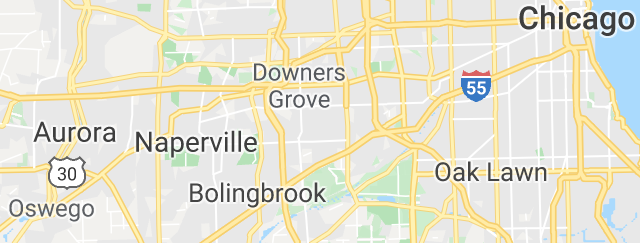 Chicago
Downers
Grove
55
Aurora
Naperville
30
Oak Lawn
Bolingbrook
Oswego